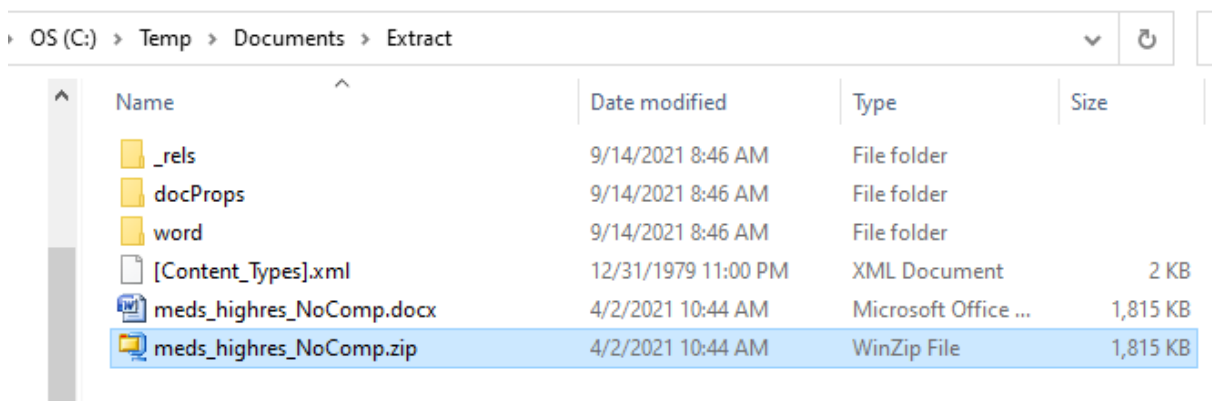 OS (C:) > Temp > Documents > Extract
Name Date modified Type Size
_rels 9/14/2021 8:46 AM File folder
docProps 9/14/2021 8:46 AM File folder
word 9/14/2021 8:46 AM File folder
[Content_Types].xml 12/31/1979 11:00 PM XML Document 2 KB
meds_highres_NoComp.docx 4/2/2021 10:44 AM Microsoft Office ... 1,815 KB
meds_highres_NoComp.zip 4/2/2021 10:44 AM WinZip File 1,815 KB